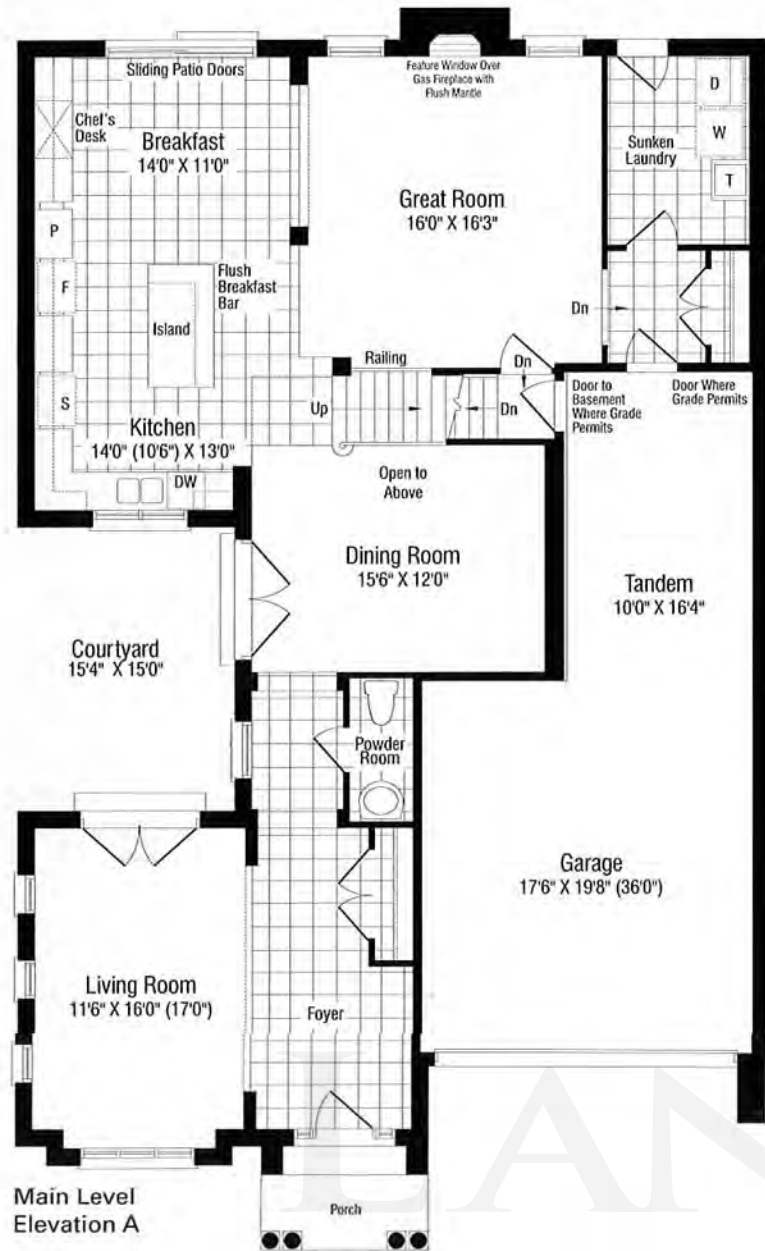 Sliding Patio Doors
Feature Window Over
Gas Fireplace with
Flush Mantle
Chef's
Desk
Breakfast
14'0" X 11'0"
D
W
T
Sunken
Laundry
Great Room
16'0" X 16'3"
P
F
S
Flush
Breakfast
Bar
Island
Dn
Railing
Dn
Up
Dn
Door to
Basement
Where Grade
Permits
Door Where
Grade Permits
Kitchen
14'0" (10'6") X 13'0"
DW
Open to
Above
Dining Room
15'6" X 12'0"
Tandem
10'0" X 16'4"
Courtyard
15'4" X 15'0"
Powder
Room
Garage
17'6" X 19'8" (36'0")
Living Room
11'6" X 16'0" (17'0")
Foyer
LAN
Main Level
Elevation A
Porch